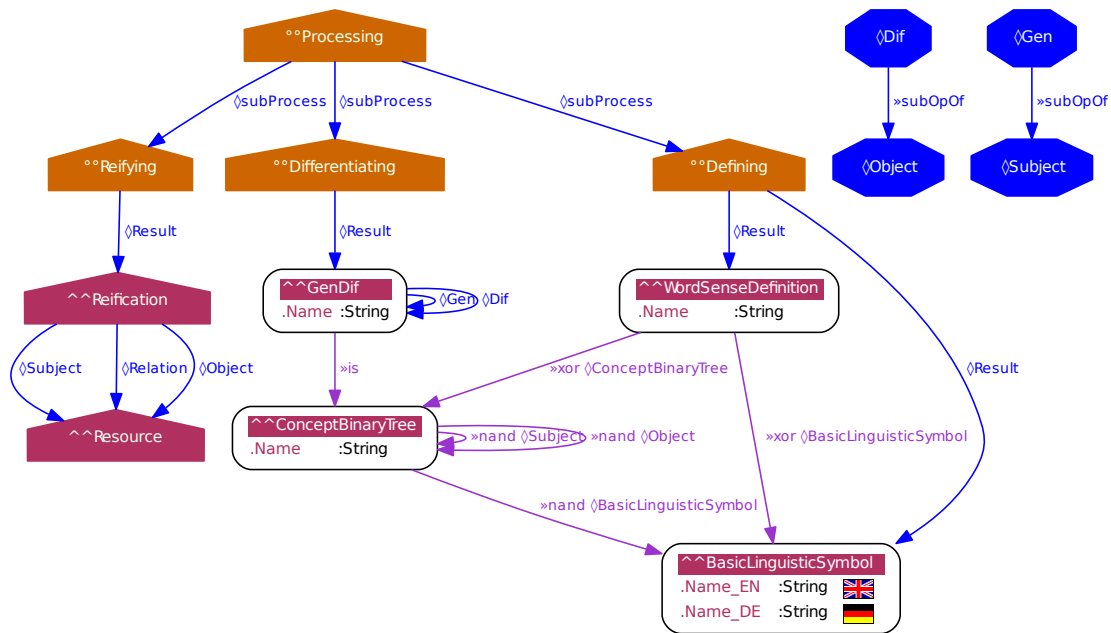 °°Processing
◊Dif
◊Gen
◊subProcess
◊subProcess
◊subProcess
»subOpOf
»subOpOf
°°Reifying
°°Differentiating
°°Defining
◊Object
◊Subject
◊Result
◊Result
◊Result
^^Reification
^^GenDif
.Name :String
◊Gen
◊Dif
^^WordSenseDefinition
.Name :String
◊Subject
◊Relation
◊Object
»is
»xor ◊ConceptBinaryTree
◊Result
^^Resource
^^ConceptBinaryTree
.Name :String
»nand ◊Subject
»nand ◊Object
»xor ◊BasicLinguisticSymbol
»nand ◊BasicLinguisticSymbol
^^BasicLinguisticSymbol
.Name_EN :String
.Name_DE :String